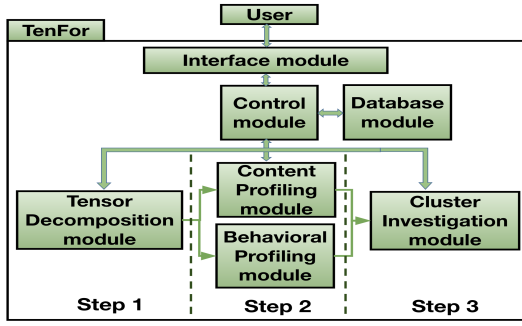 User
TenFor
Interface module
Control
module
Database
module
Tensor
Decomposition
module
Content
Profiling
module
Behavioral
Profiling
module
Cluster
Investigation
module
Step 1
Step 2
Step 3